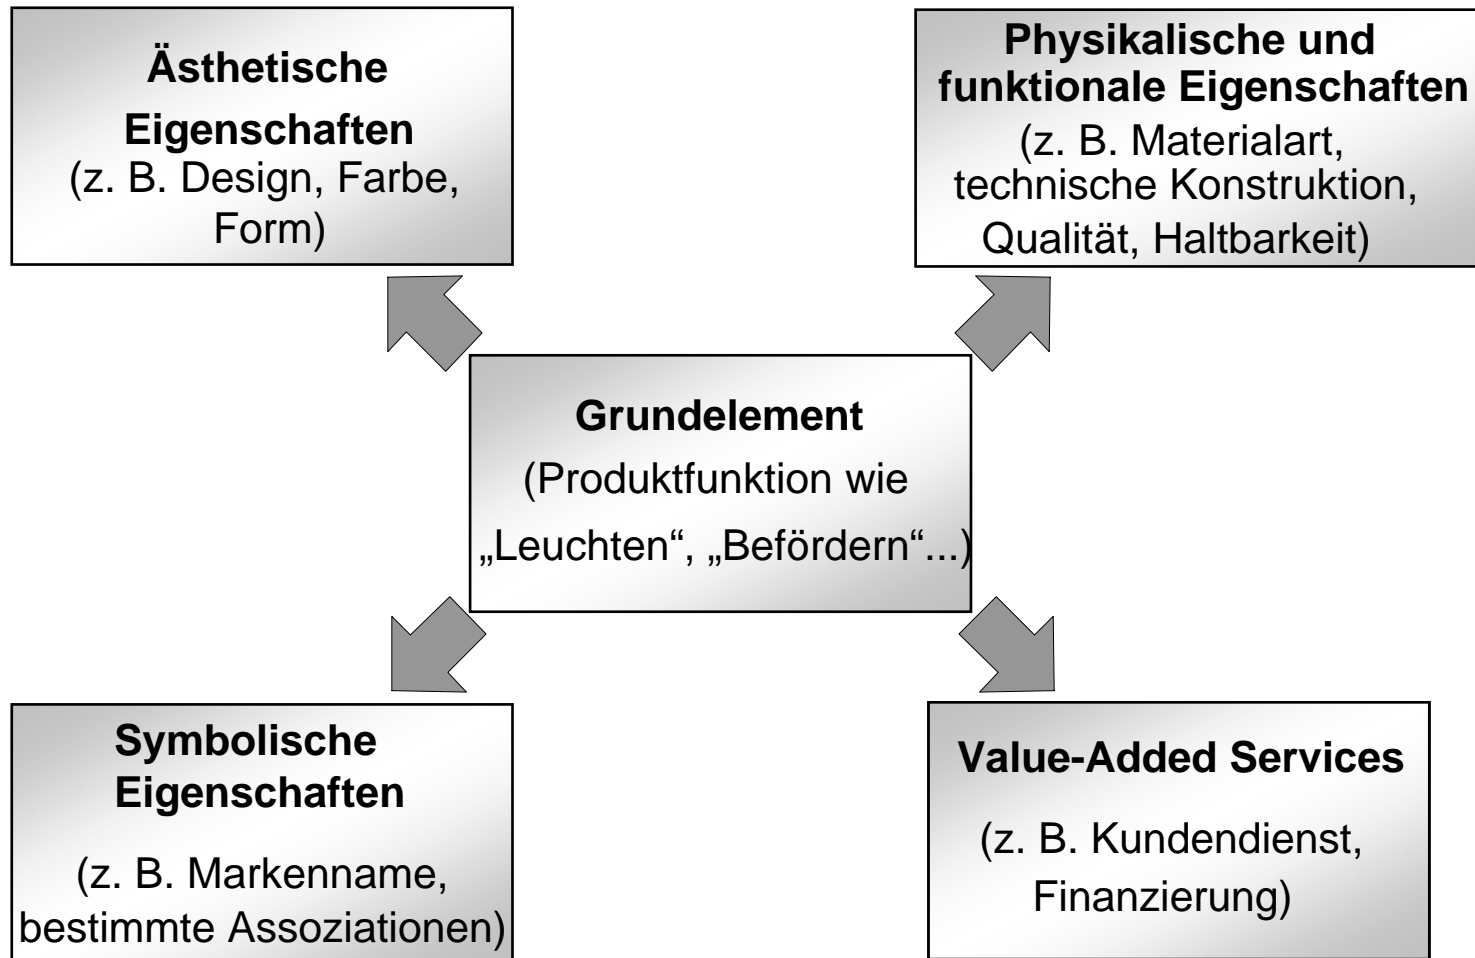 Ästhetische
Eigenschaften
(z. B. Design, Farbe,
Form)
Physikalische und
funktionale Eigenschaften
(z. B. Materialart,
technische Konstruktion,
Qualität, Haltbarkeit)
Grundelement
(Produktfunktion wie
„Leuchten“, „Befördern“...)
Symbolische
Eigenschaften
(z. B. Markenname,
bestimmte Assoziationen)
Value-Added Services
(z. B. Kundendienst,
Finanzierung)